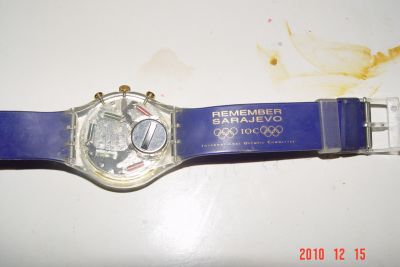 REMEMBER
SARAJEVO
IOC
INTERNATIONAL OLYMPIC COMMITTEE
2010 12 15